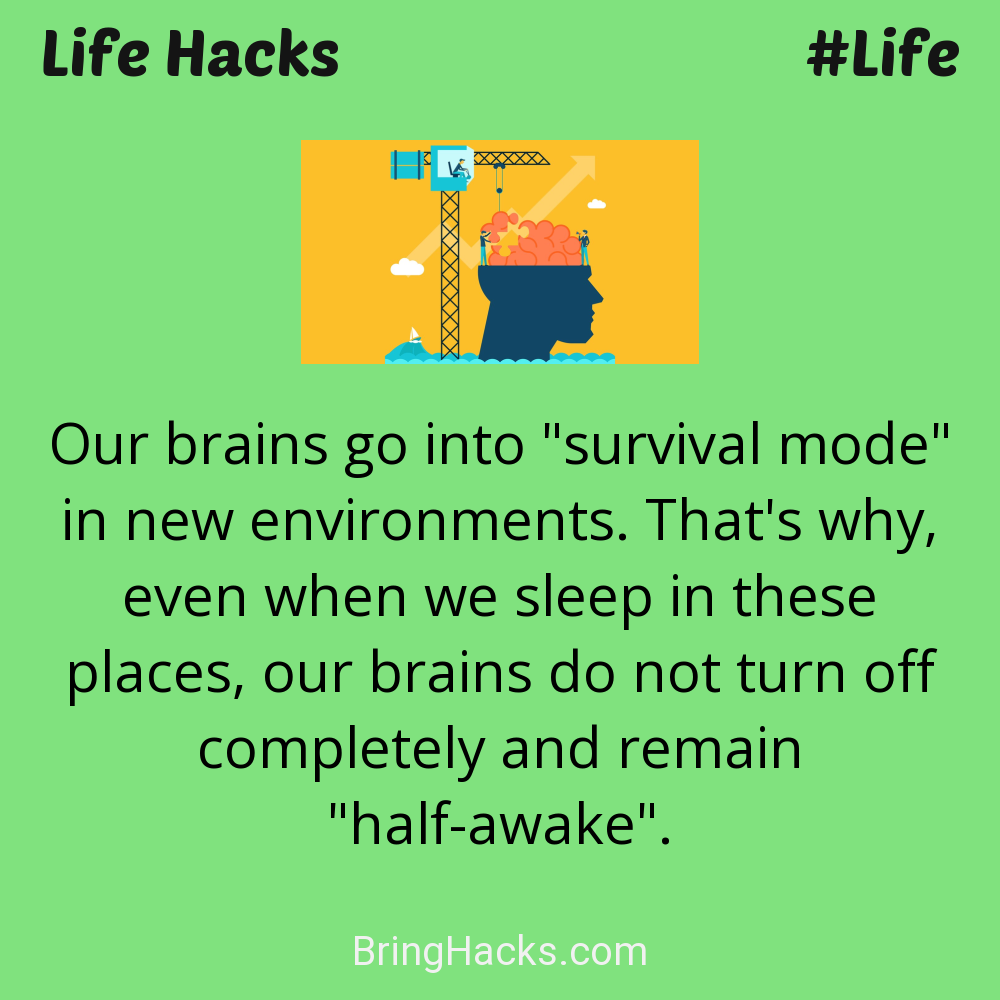 Life Hacks
#Life
Our brains go into "survival mode"
in new environments. That's why,
even when we sleep in these
places, our brains do not turn off
completely and remain
"half-awake".
BringHacks.com